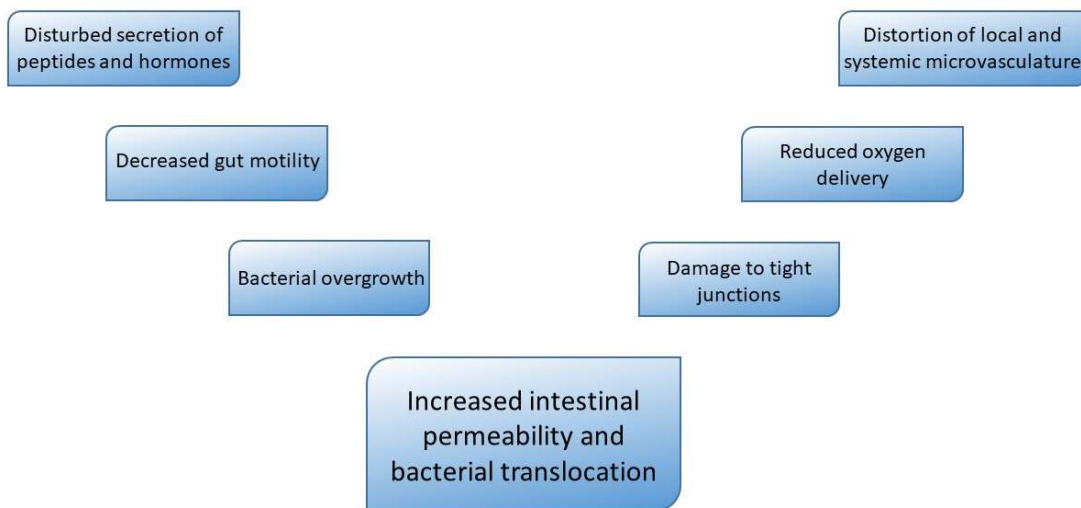 Disturbed secretion of
peptides and hormones
Distortion of local and
systemic microvasculature
Decreased gut motility
Reduced oxygen
delivery
Bacterial overgrowth
Damage to tight
junctions
Increased intestinal
permeability and
bacterial translocation